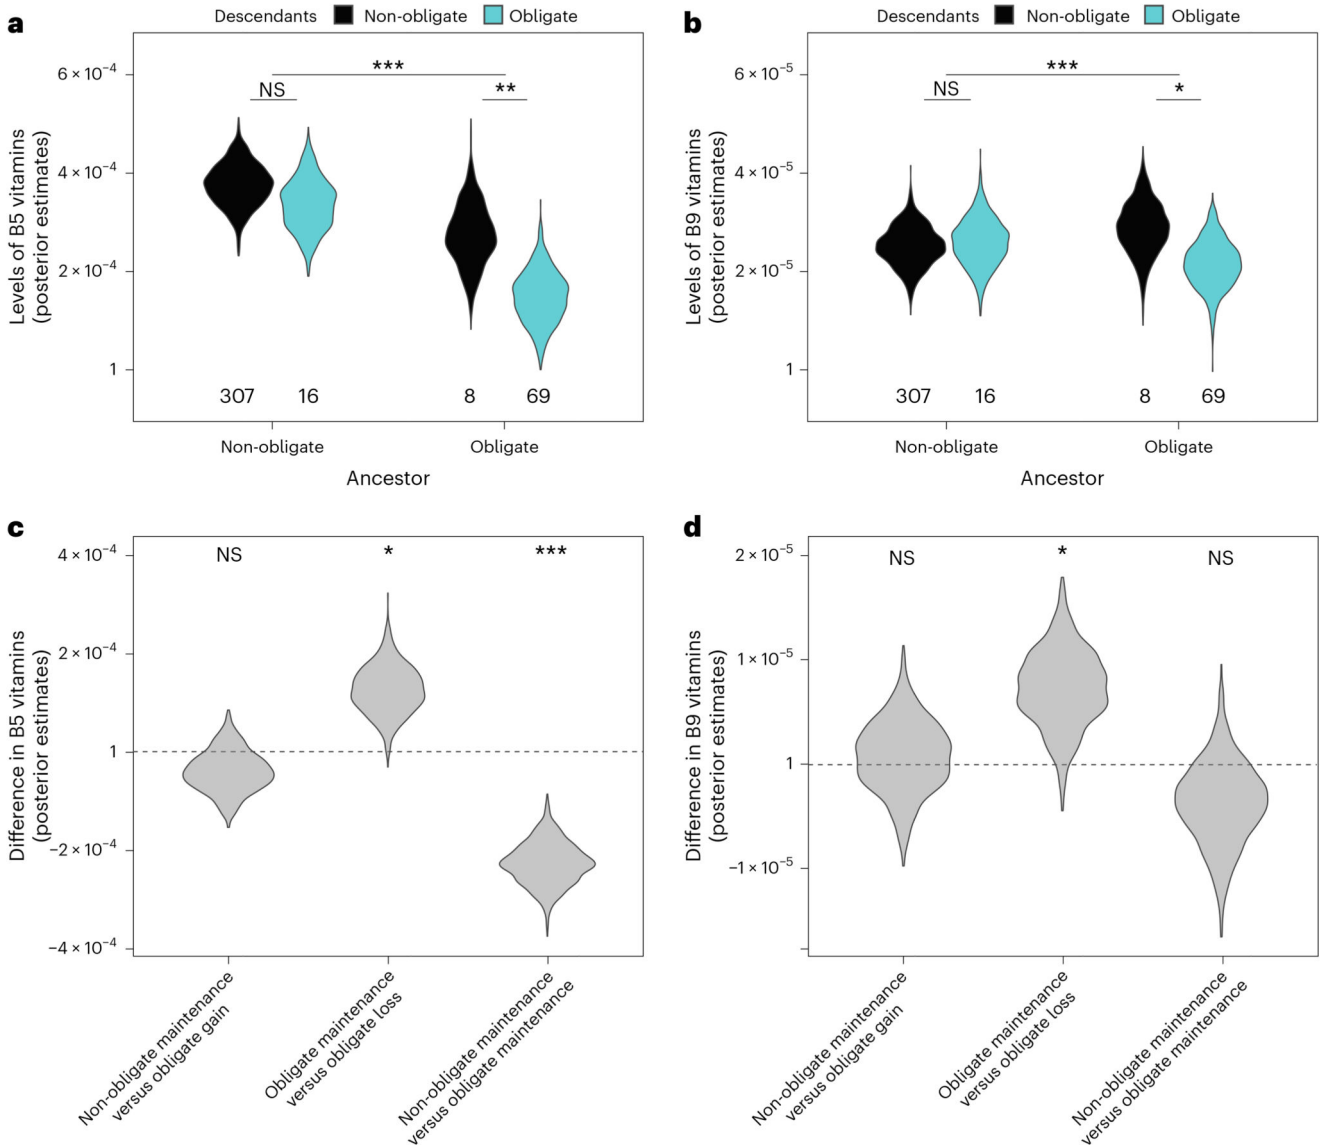 a
Descendants Non-obligate Obligate
Levels of B5 vitamins
(posterior estimates)
6 × 10⁻⁴
4 × 10⁻⁴
2 × 10⁻⁴
1
***
NS
**
307 16 8 69
Non-obligate Obligate
Ancestor
b
Descendants Non-obligate Obligate
Levels of B9 vitamins
(posterior estimates)
6 × 10⁻⁵
4 × 10⁻⁵
2 × 10⁻⁵
1
***
NS
*
307 16 8 69
Non-obligate Obligate
Ancestor
c
Difference in B5 vitamins
(posterior estimates)
4 × 10⁻⁴
2 × 10⁻⁴
1
−2 × 10⁻⁴
−4 × 10⁻⁴
NS * ***
Non-obligate maintenance
versus obligate gain
Obligate maintenance
versus obligate loss
Non-obligate maintenance
versus obligate maintenance
d
Difference in B9 vitamins
(posterior estimates)
2 × 10⁻⁵
1 × 10⁻⁵
1
−1 × 10⁻⁵
NS * NS
Non-obligate maintenance
versus obligate gain
Obligate maintenance
versus obligate loss
Non-obligate maintenance
versus obligate maintenance